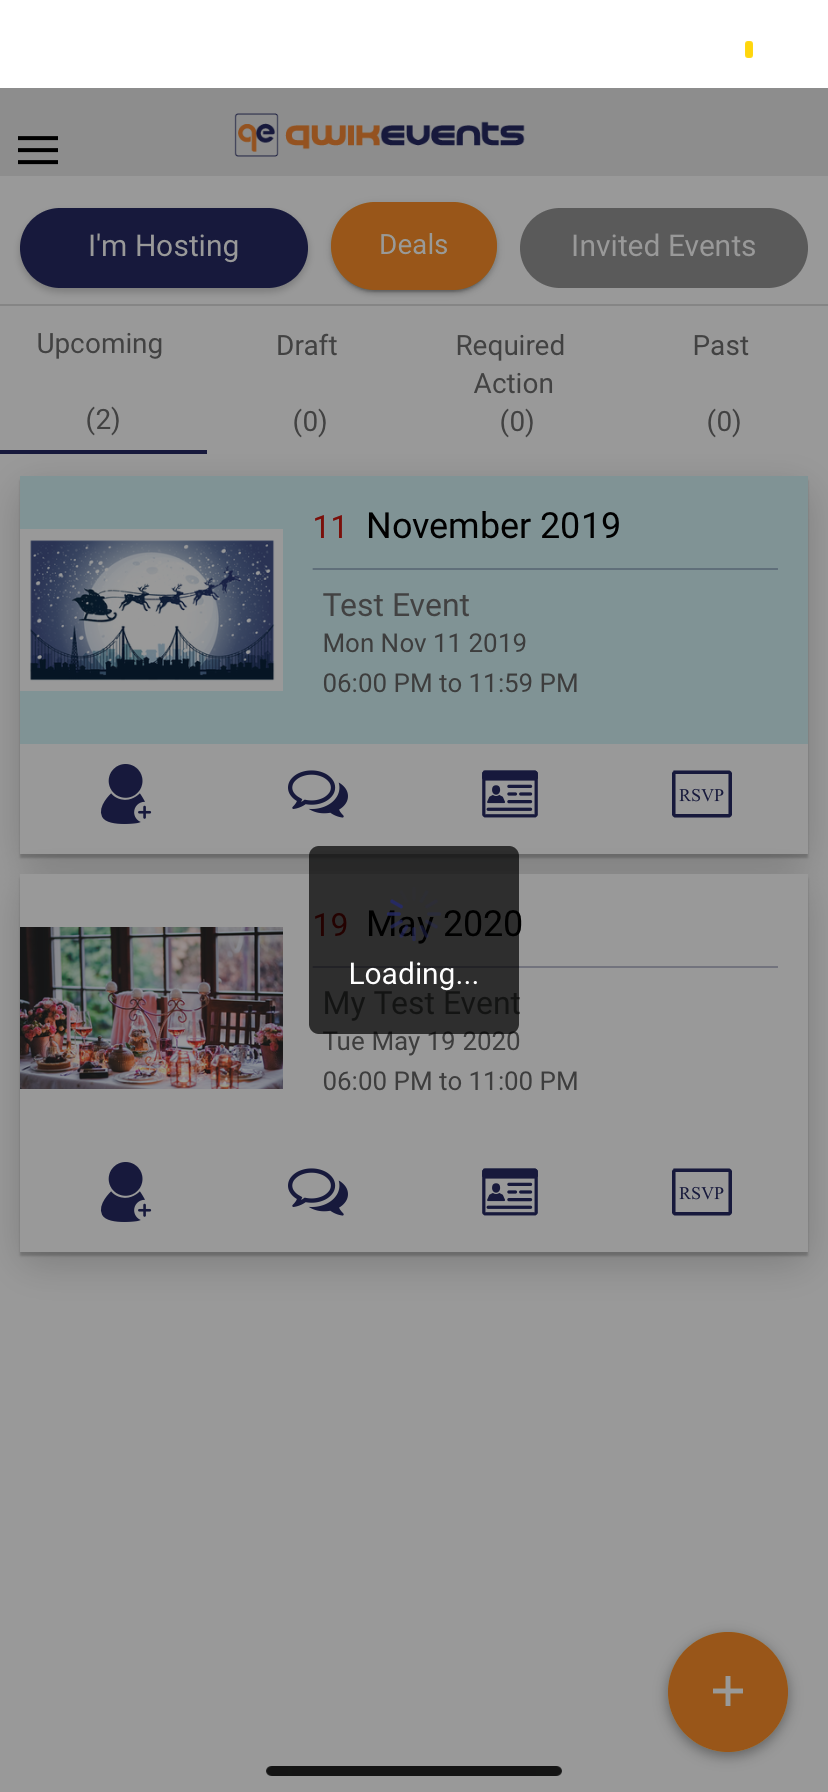 qe qwikevents
I'm Hosting
Deals
Invited Events
Upcoming
(2)
Draft
(0)
Required
Action
(0)
Past
(0)
11 November 2019
Test Event
Mon Nov 11 2019
06:00 PM to 11:59 PM
RSVP
19 May 2020
Loading...
My Test Event
Tue May 19 2020
06:00 PM to 11:00 PM
RSVP